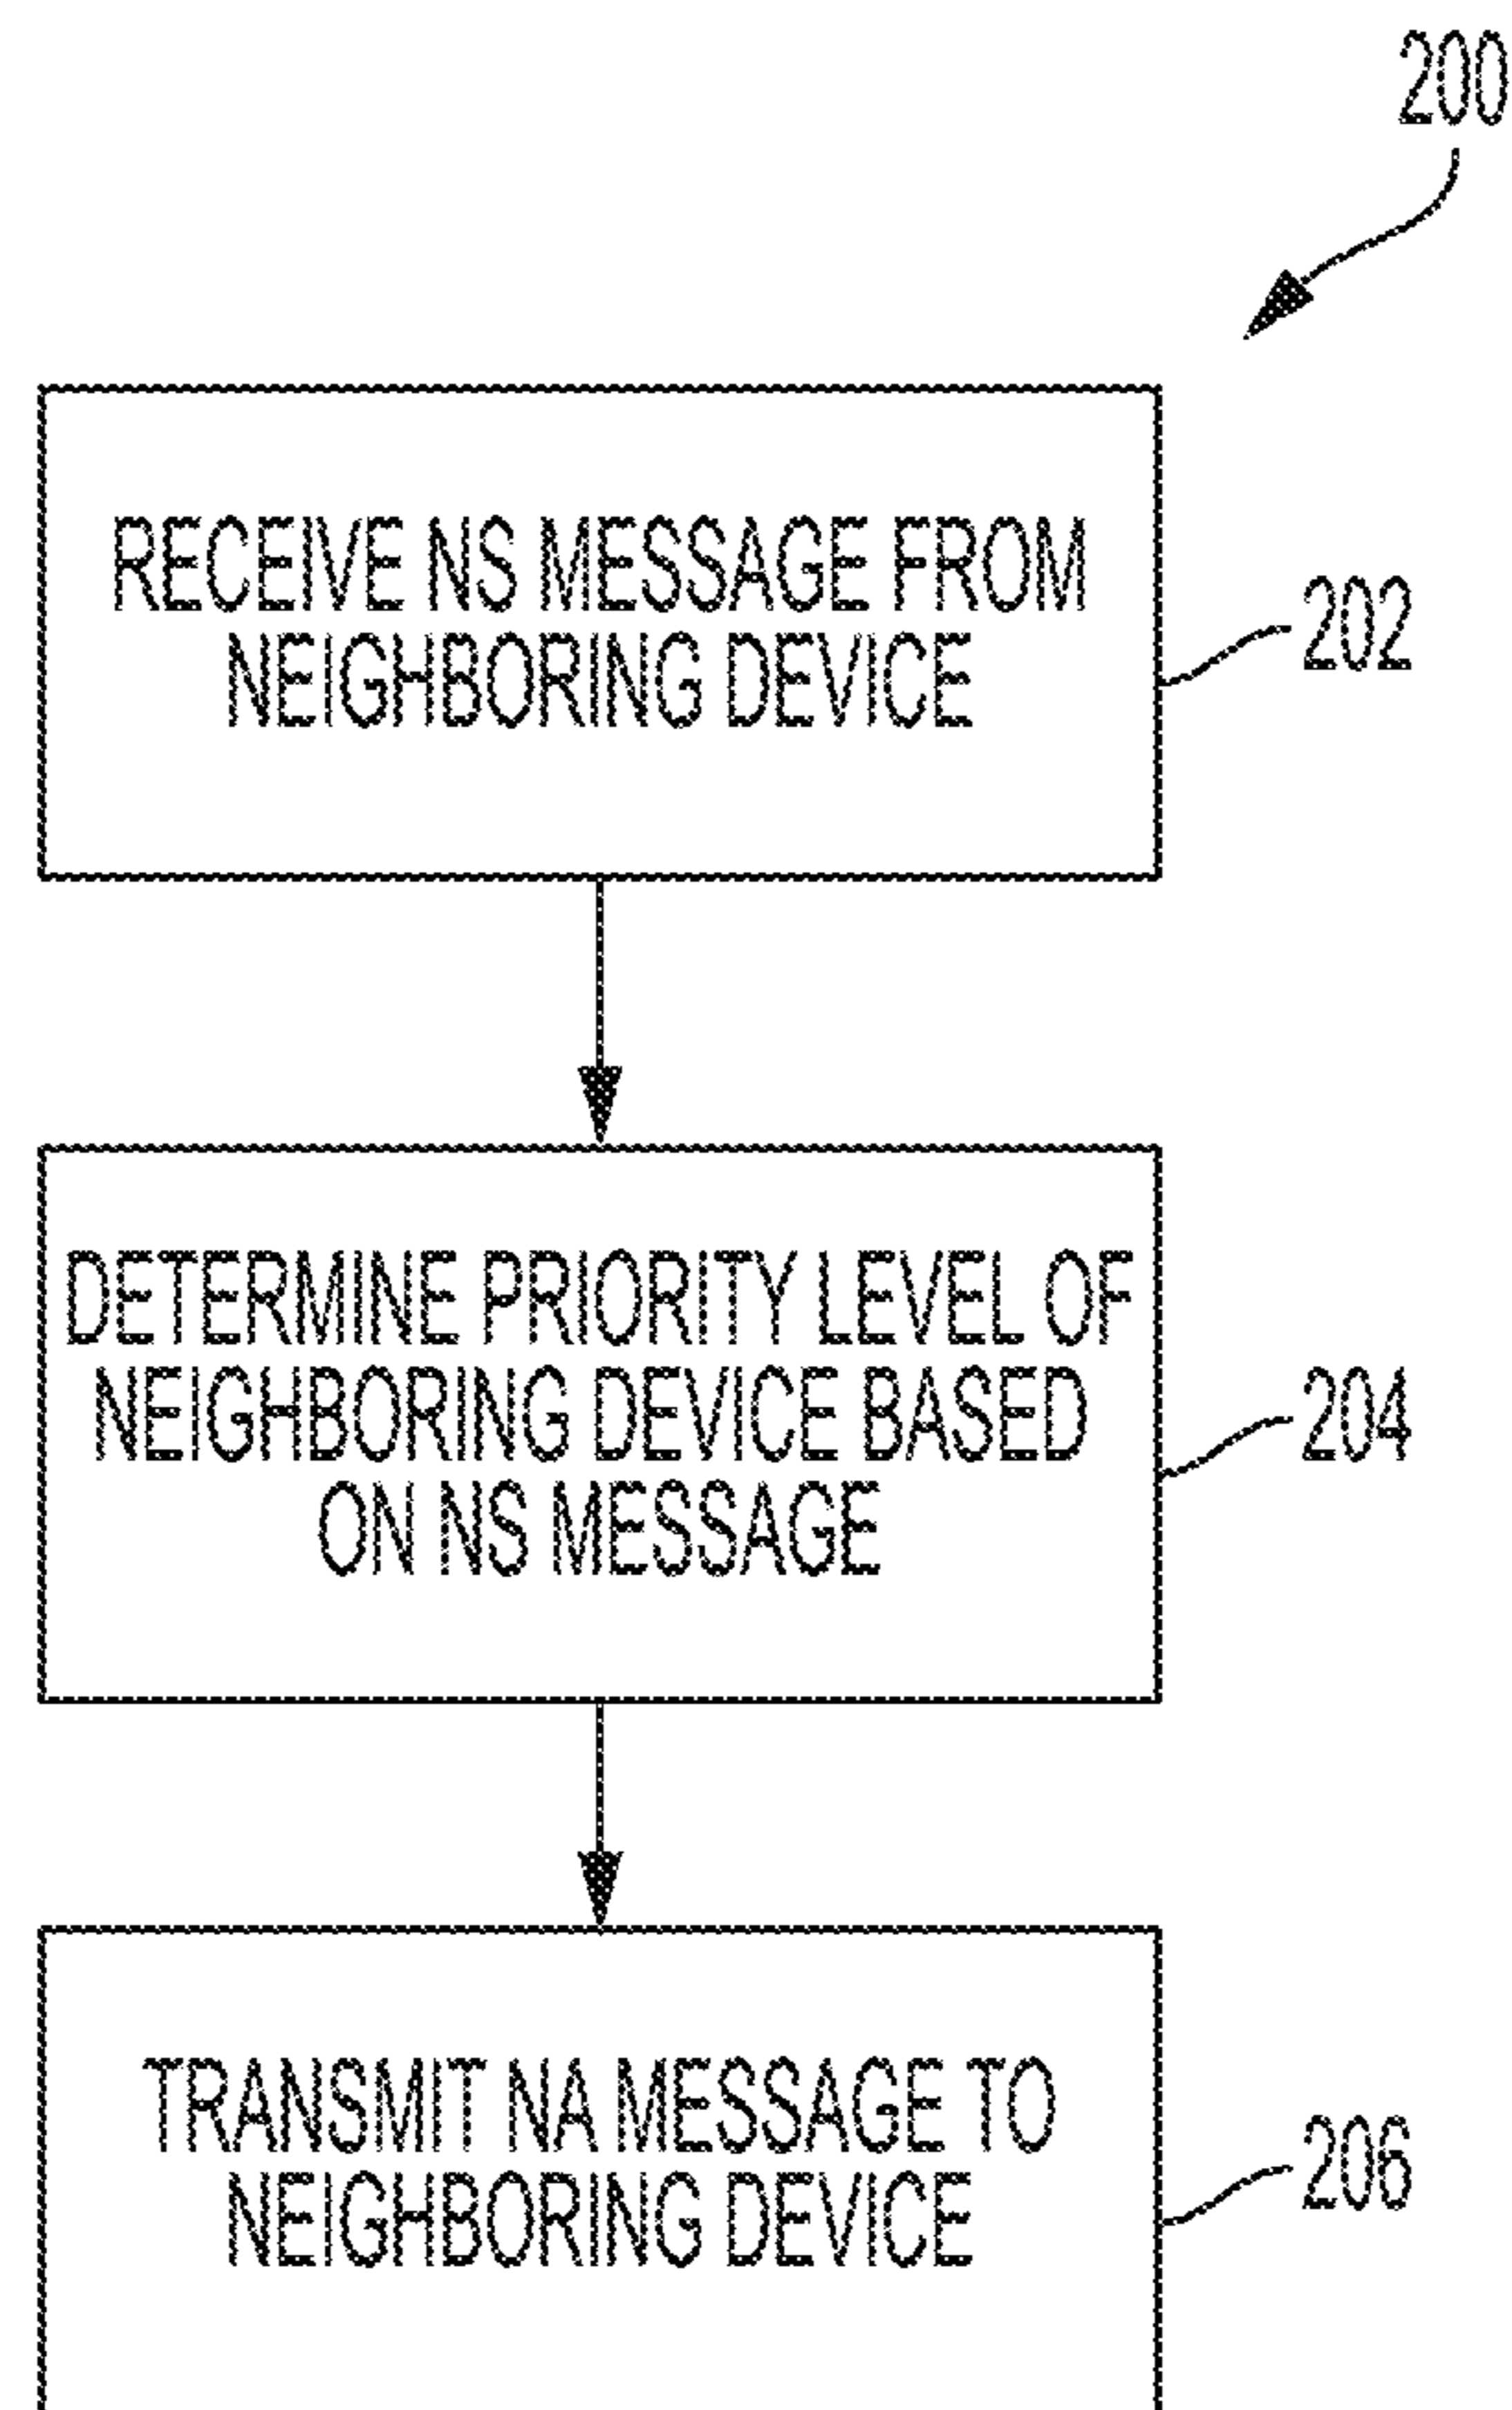 200
RECEIVE NS MESSAGE FROM
NEIGHBORING DEVICE
202
DETERMINE PRIORITY LEVEL OF
NEIGHBORING DEVICE BASED
ON NS MESSAGE
204
TRANSMIT NA MESSAGE TO
NEIGHBORING DEVICE
206